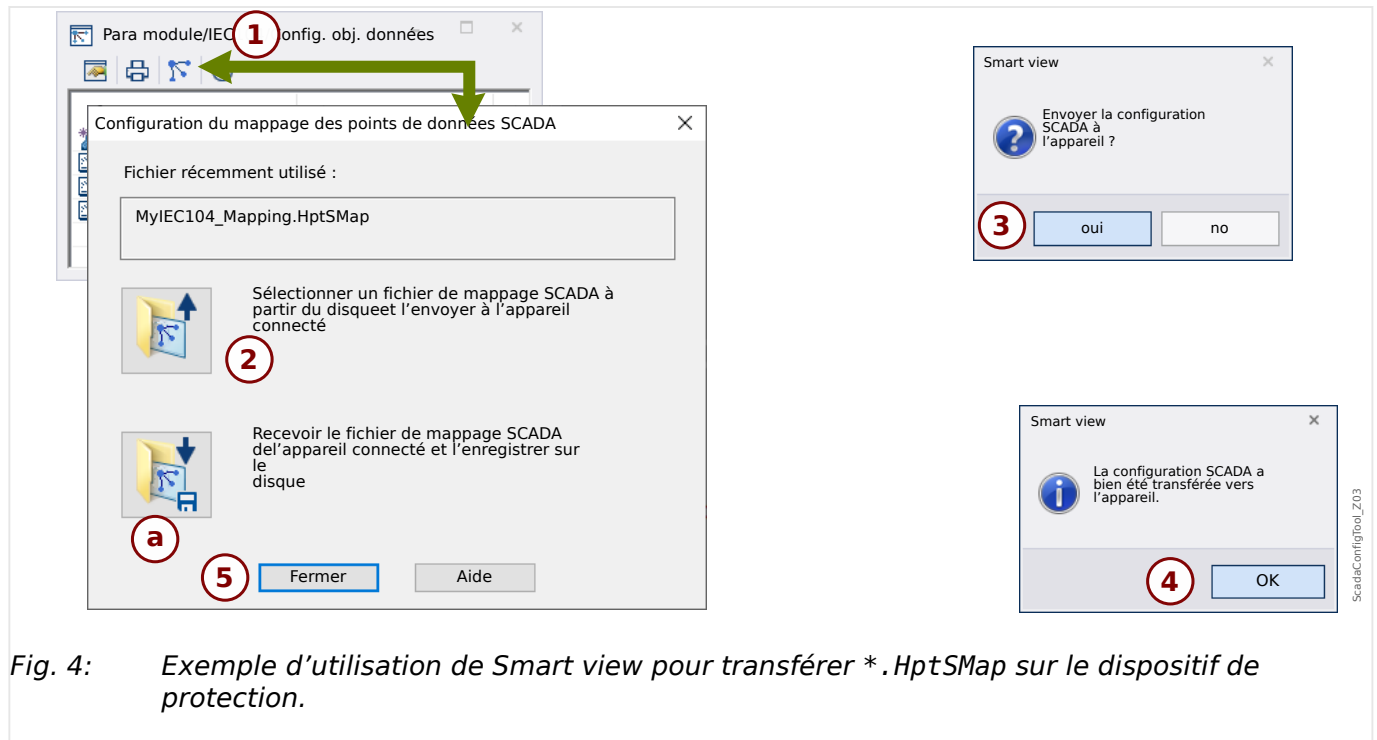 Para module/IEC 1 onfig. obj. données
Configuration du mappage des points de données SCADA
Fichier récemment utilisé :
MyIEC104_Mapping.HptSMap
Sélectionner un fichier de mappage SCADA à
partir du disqueet l’envoyer à l’appareil
connecté
2
Recevoir le fichier de mappage SCADA
del’appareil connecté et l’enregistrer sur
le
disque
a
5 Fermer Aide
Smart view
Envoyer la configuration
SCADA à
l’appareil ?
3 oui no
Smart view
La configuration SCADA a
bien été transférée vers
l’appareil.
4 OK
ScadaConfigTool_Z03
Fig. 4: Exemple d’utilisation de Smart view pour transférer *.HptSMap sur le dispositif de
protection.